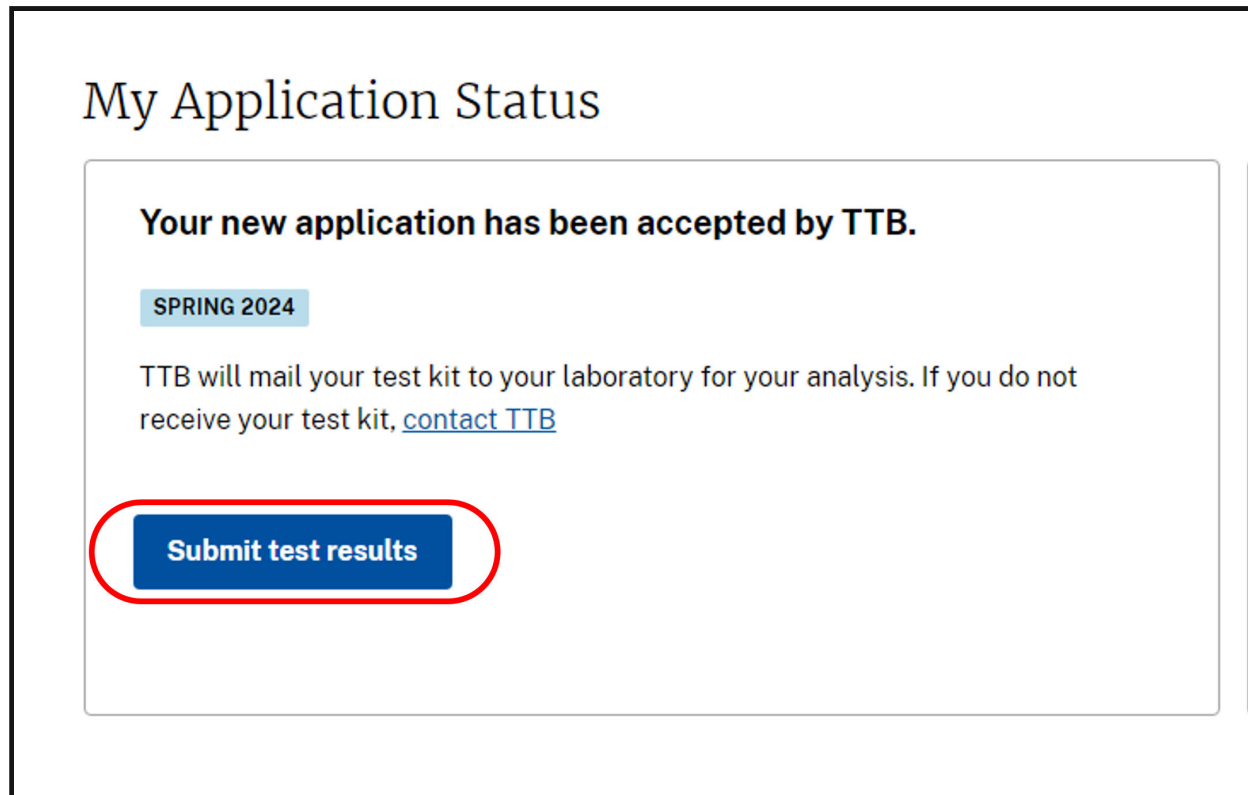 My Application Status
Your new application has been accepted by TTB.
SPRING 2024
TTB will mail your test kit to your laboratory for your analysis. If you do not
receive your test kit, contact TTB
Submit test results